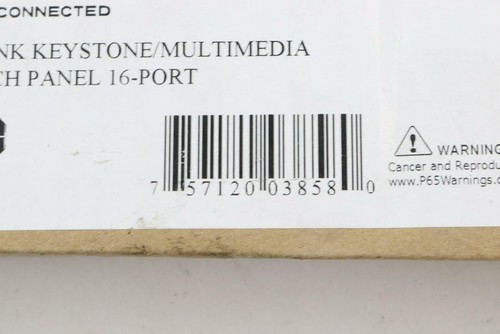 CONNECTED
NK KEYSTONE/MULTIMEDIA
CH PANEL 16-PORT
7 57120 03858 0
WARNING
Cancer and Reprodu
www.P65Warnings.c